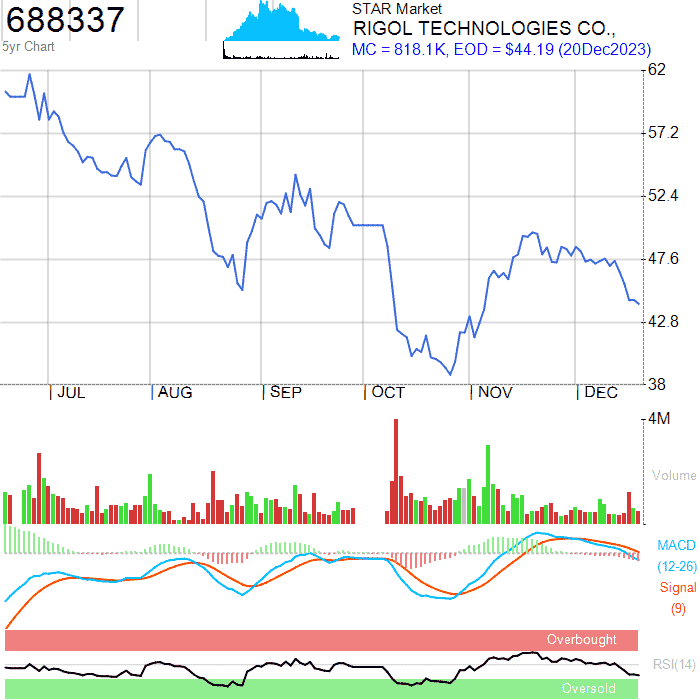 688337
5yr Chart
STAR Market
RIGOL TECHNOLOGIES CO.,
MC = 818.1K, EOD = $44.19 (20Dec2023)
62
57.2
52.4
47.6
42.8
38
JUL
AUG
SEP
OCT
NOV
DEC
4M
Volume
MACD
(12-26)
Signal
(9)
Overbought
RSI(14)
Oversold